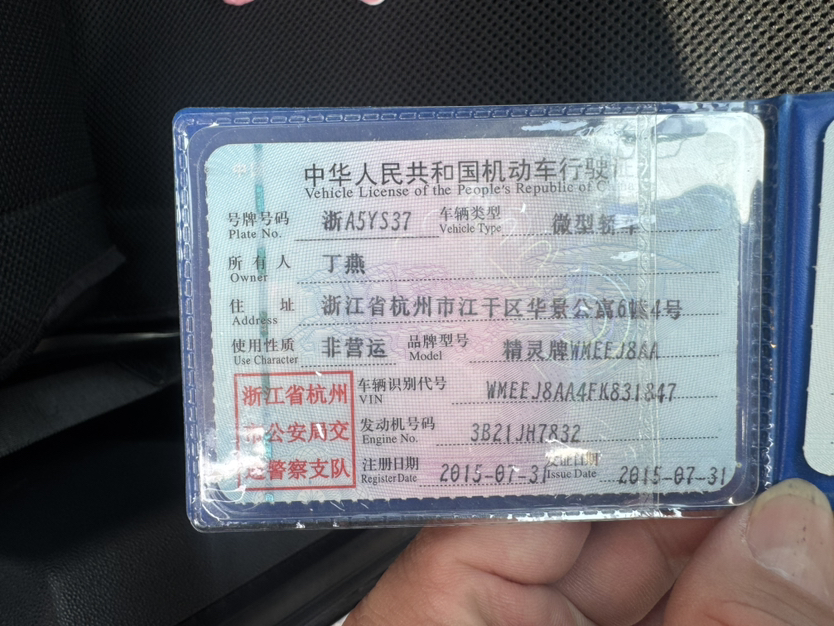 中华人民共和国机动车行驶证
Vehicle License of the People's Republic of C
号牌号码 浙A5YS37 车辆类型 微型轿车
Plate No. Vehicle Type
所有人 丁燕
Owner
住址 浙江省杭州市江干区华景公寓6幢4号
Address
使用性质 非营运 品牌型号 精灵牌WMEEJ8AA
Use Character Model
浙江省杭州 车辆识别代号 WMEEJ8AA4FK831847
VIN
市公安局交 发动机号码 3B21JH7832
Engine No.
通警察支队 注册日期 2015-07-31 发证日期 2015-07-31
Register Date Issue Date